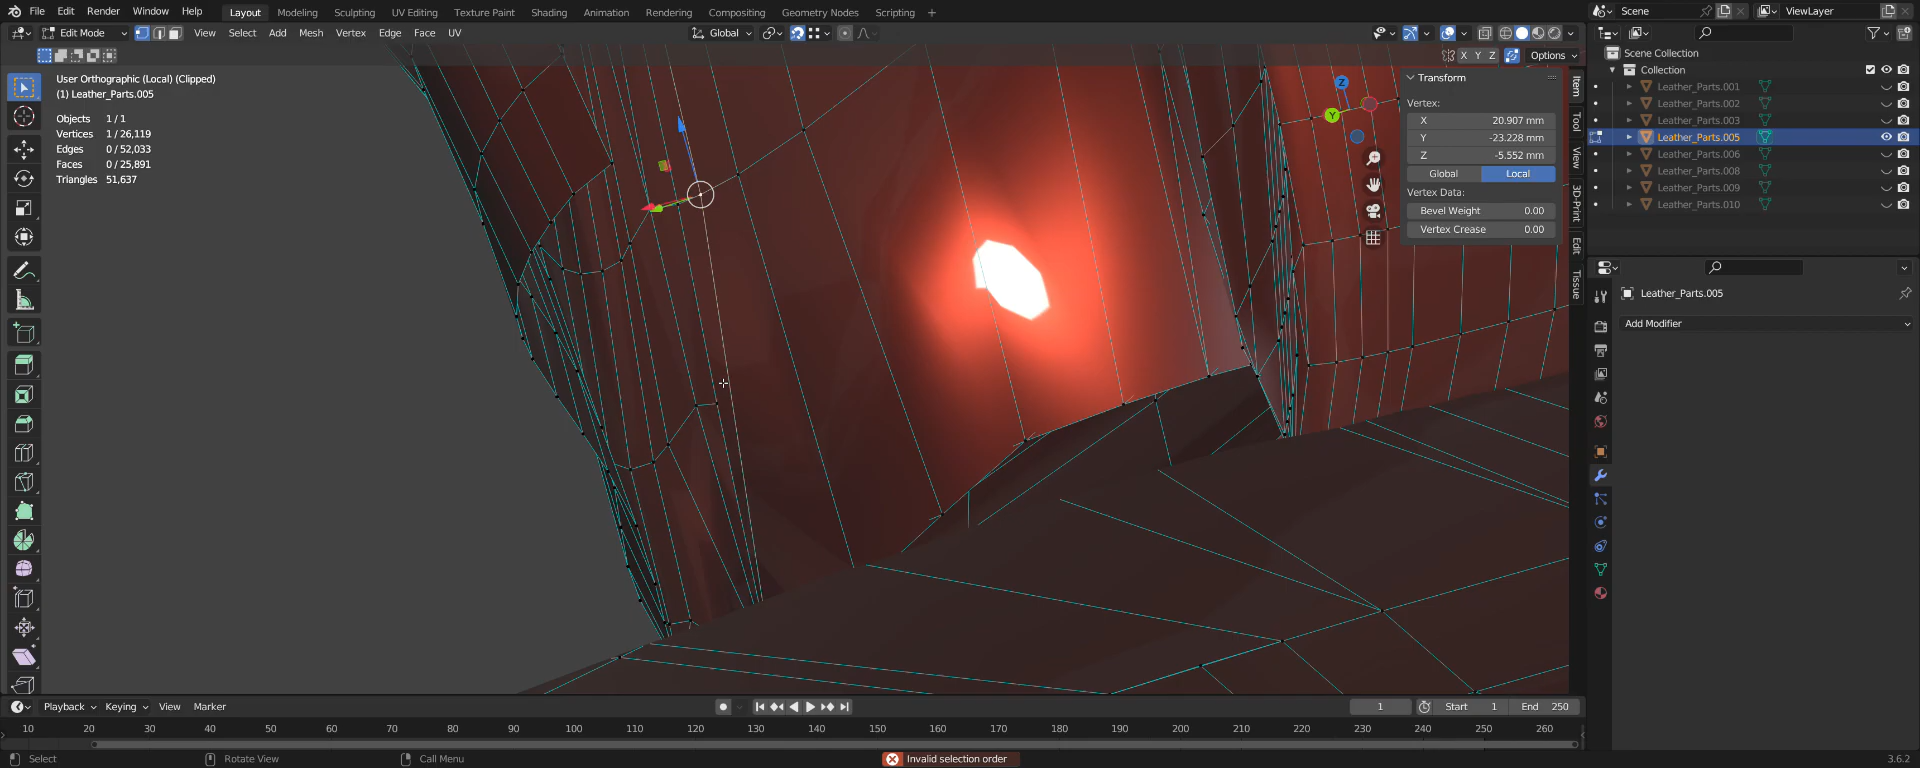 File Edit Render Window Help Layout Modeling Sculpting UV Editing Texture Paint Shading Animation Rendering Compositing Geometry Nodes Scripting + Scene ViewLayer
Edit Mode View Select Add Mesh Vertex Edge Face UV Global
X Y Z Options
User Orthographic (Local) (Clipped)
(1) Leather_Parts.005
Objects 1 / 1
Vertices 1 / 26,119
Edges 0 / 52,033
Faces 0 / 25,891
Triangles 51,637
Transform
Vertex:
X 20.907 mm
Y -23.228 mm
Z -5.552 mm
Global Local
Vertex Data:
Bevel Weight 0.00
Vertex Crease 0.00
Z
Y
Item
Tool
View
3D-Print
Edit
Tissue
Scene Collection
Collection
Leather_Parts.001
Leather_Parts.002
Leather_Parts.003
Leather_Parts.005
Leather_Parts.006
Leather_Parts.008
Leather_Parts.009
Leather_Parts.010
Leather_Parts.005
Add Modifier
Playback Keying View Marker 1 Start 1 End 250
10 20 30 40 50 60 70 80 90 100 110 120 130 140 150 160 170 180 190 200 210 220 230 240 250 260
Select Rotate View Call Menu Invalid selection order 3.6.2